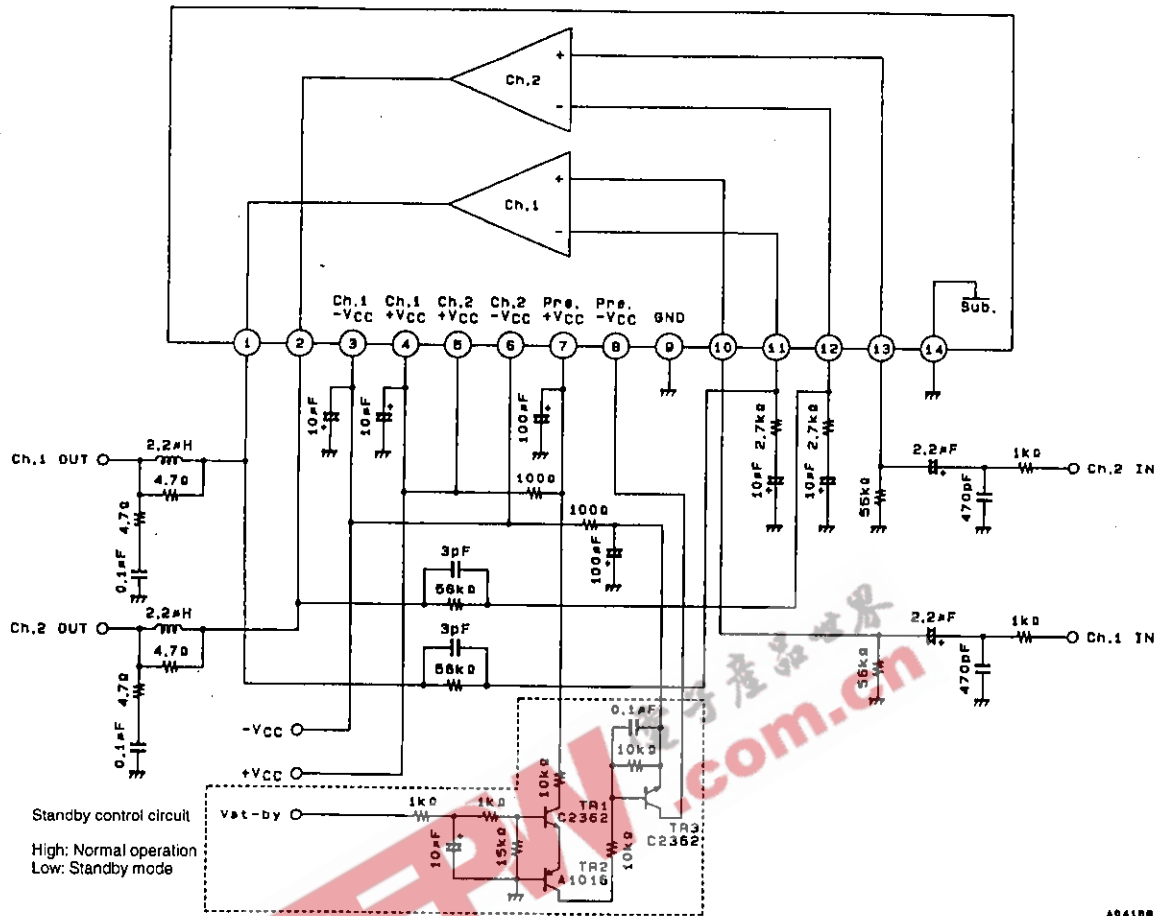 Ch.2
+
-
Ch.1
+
-
Sub.
Ch.1 -VCC
Ch.1 +VCC
Ch.2 +VCC
Ch.2 -VCC
Pre. +VCC
Pre. -VCC
GND
1 2 3 4 5 6 7 8 9 10 11 12 13 14
10µF
10µF
100µF
2.7kΩ
2.7kΩ
10µF
10µF
Ch.1 OUT
2.2µH
4.7Ω
4.7Ω
0.1µF
100Ω
100Ω
100µF
2.2µF
1kΩ
Ch.2 IN
470pF
3pF
56kΩ
Ch.2 OUT
2.2µH
4.7Ω
4.7Ω
0.1µF
3pF
56kΩ
2.2µF
1kΩ
Ch.1 IN
56kΩ
470pF
-VCC
+VCC
Vst-by
1kΩ
1kΩ
10µF
15kΩ
10kΩ
TR1
C2362
TR2
A1016
0.1µF
10kΩ
10kΩ
TR3
C2362
Standby control circuit
High: Normal operation
Low: Standby mode
電子產品世界
.com.cn